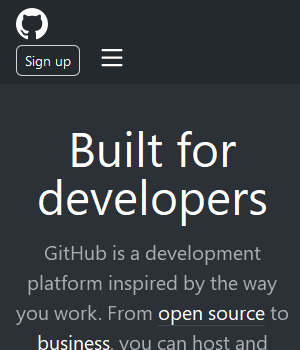 Sign up
Built for
developers
GitHub is a development
platform inspired by the way
you work. From open source to
business, you can host and